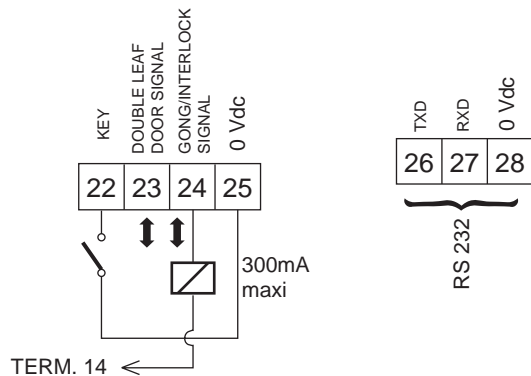 KEY
DOUBLE LEAF
DOOR SIGNAL
GONG/INTERLOCK
SIGNAL
0 Vdc
22 23 24 25
300mA
maxi
TERM. 14
TXD
RXD
0 Vdc
26 27 28
RS 232